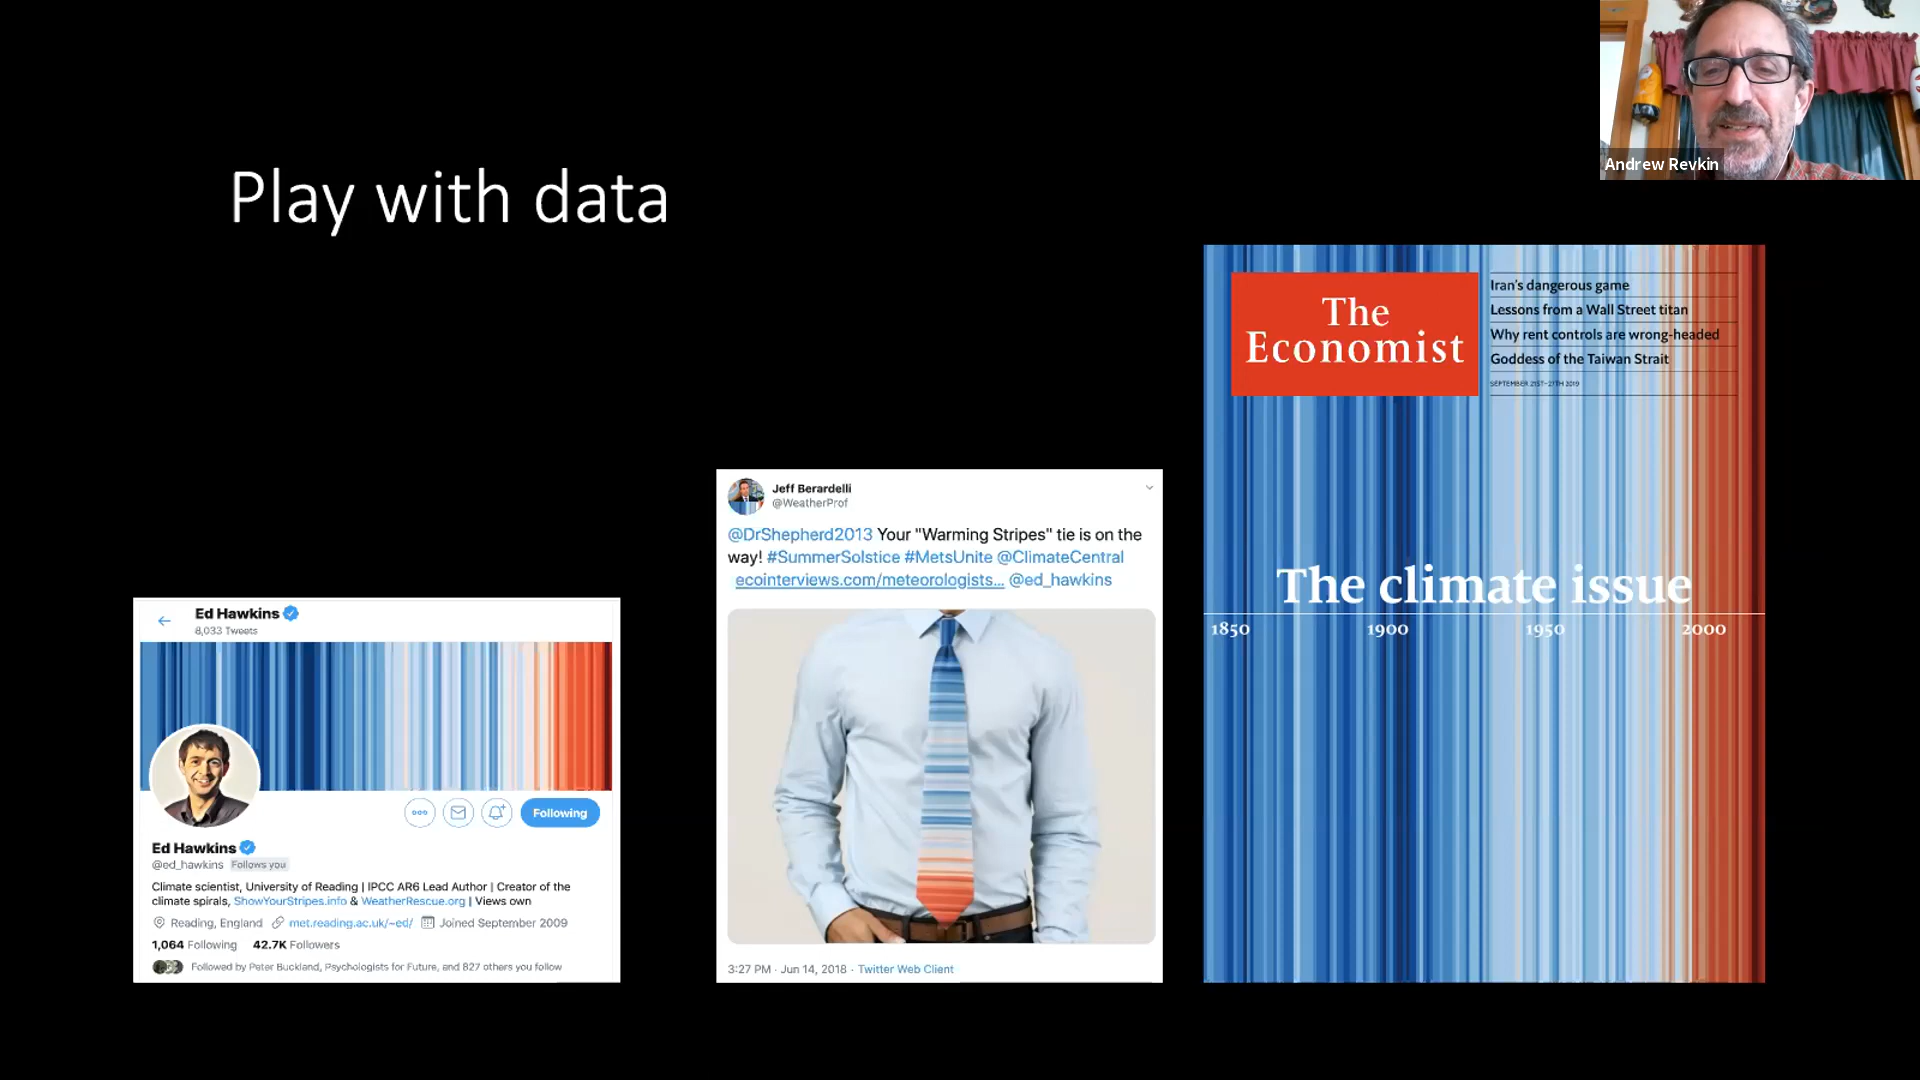 Andrew Revkin
Play with data
Ed Hawkins
8,033 Tweets
Following
Ed Hawkins
@ed_hawkins Follows you
Climate scientist, University of Reading | IPCC AR6 Lead Author | Creator of the
climate spirals, ShowYourStripes.info & WeatherRescue.org | Views own
Reading, England met.reading.ac.uk/~ed/ Joined September 2009
1,064 Following 42.7K Followers
Followed by Peter Buckland, Psychologists for Future, and 827 others you follow
Jeff Berardelli
@WeatherProf
@DrShepherd2013 Your "Warming Stripes" tie is on the
way! #SummerSolstice #MetsUnite @ClimateCentral
ecointerviews.com/meteorologists... @ed_hawkins
3:27 PM · Jun 14, 2018 · Twitter Web Client
The
Economist
Iran's dangerous game
Lessons from a Wall Street titan
Why rent controls are wrong-headed
Goddess of the Taiwan Strait
SEPTEMBER 21ST–27TH 2019
The climate issue
1850 1900 1950 2000